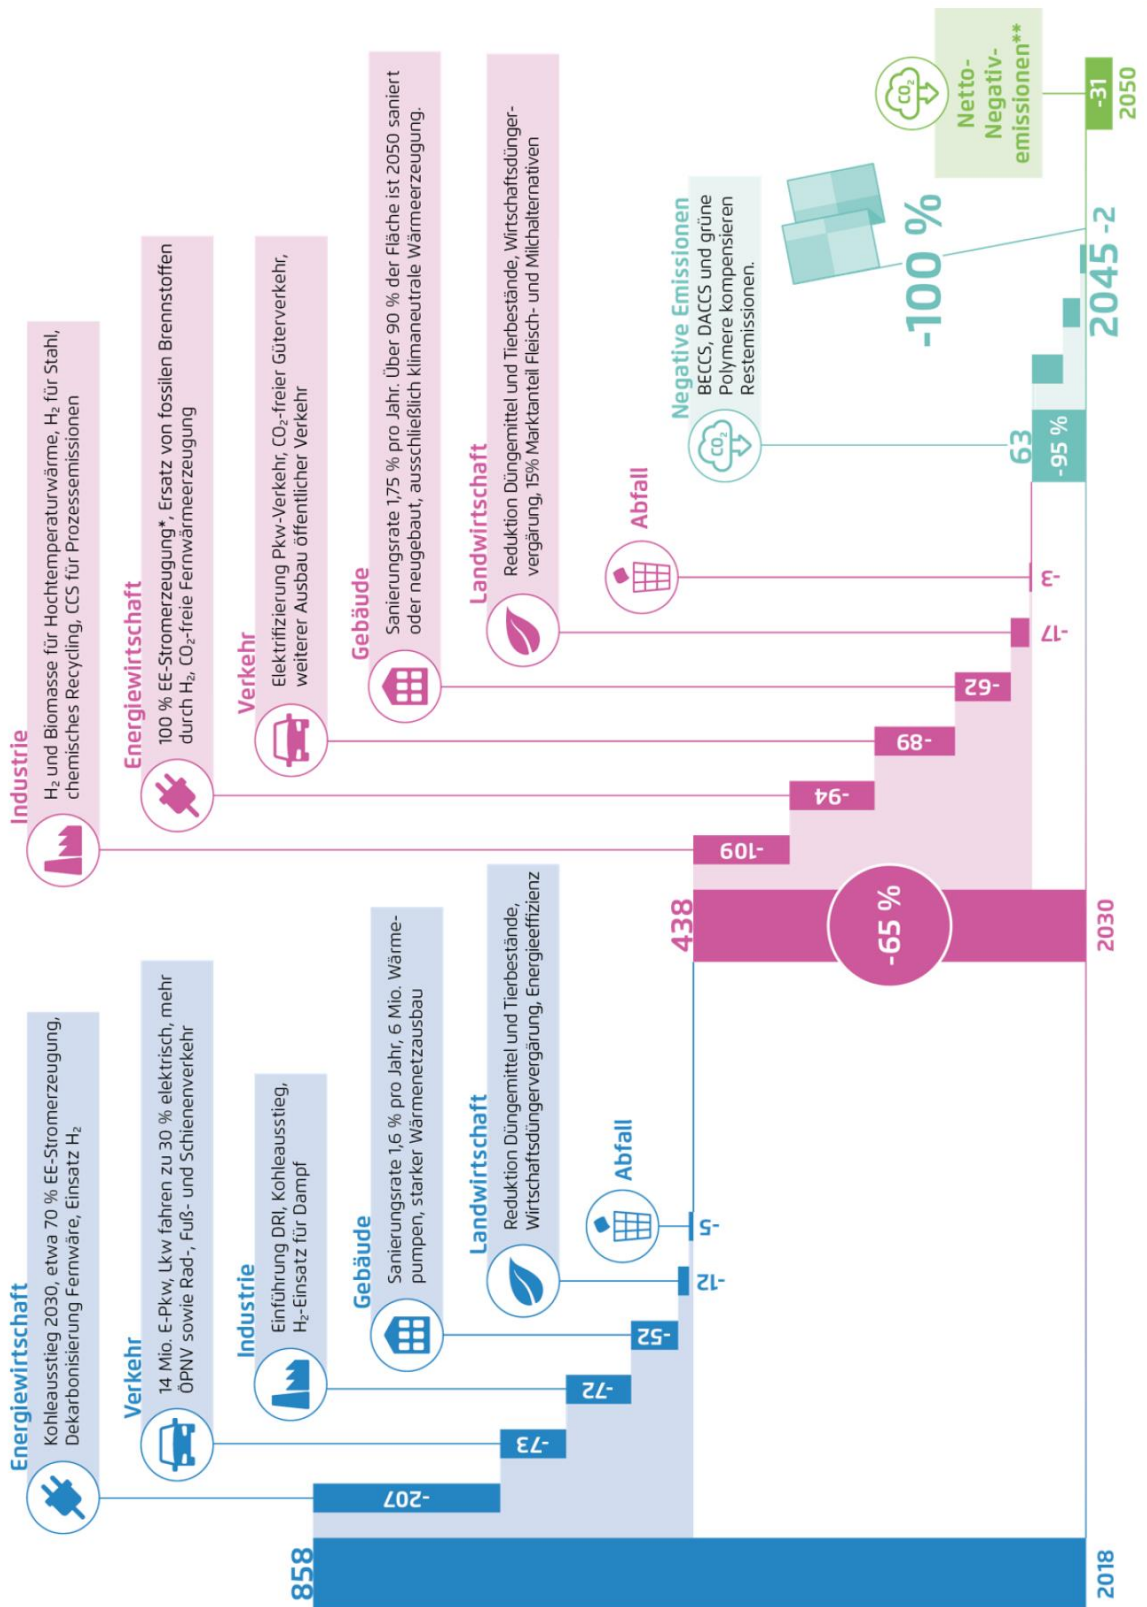 858
2018
Energiewirtschaft
Kohleausstieg 2030, etwa 70 % EE-Stromerzeugung,
Dekarbonisierung Fernwäre, Einsatz H₂
-207
Verkehr
14 Mio. E-Pkw, Lkw fahren zu 30 % elektrisch, mehr
ÖPNV sowie Rad-, Fuß- und Schienenverkehr
-73
Industrie
Einführung DRI, Kohleausstieg,
H₂-Einsatz für Dampf
-72
Gebäude
Sanierungsrate 1,6 % pro Jahr, 6 Mio. Wärme-
pumpen, starker Wärmenetzausbau
-52
Landwirtschaft
Reduktion Düngemittel und Tierbestände,
Wirtschaftsdüngervergärung, Energieeffizienz
-12
Abfall
-5
438
-65 %
2030
Industrie
H₂ und Biomasse für Hochtemperaturwärme, H₂ für Stahl,
chemisches Recycling, CCS für Prozessemissionen
-109
Energiewirtschaft
100 % EE-Stromerzeugung*, Ersatz von fossilen Brennstoffen
durch H₂, CO₂-freie Fernwärmeerzeugung
-94
Verkehr
Elektrifizierung Pkw-Verkehr, CO₂-freier Güterverkehr,
weiterer Ausbau öffentlicher Verkehr
-89
Gebäude
Sanierungsrate 1,75 % pro Jahr. Über 90 % der Fläche ist 2050 saniert
oder neugebaut, ausschließlich klimaneutrale Wärmeerzeugung.
-62
Landwirtschaft
Reduktion Düngemittel und Tierbestände, Wirtschaftsdünger-
vergärung, 15% Marktanteil Fleisch- und Milchalternativen
-17
Abfall
-3
63
-95 %
Negative Emissionen
CO₂
BECCS, DACCS und grüne
Polymere kompensieren
Restemissionen.
-100 %
2045
-2
CO₂
Netto-
Negativ-
emissionen**
-31
2050